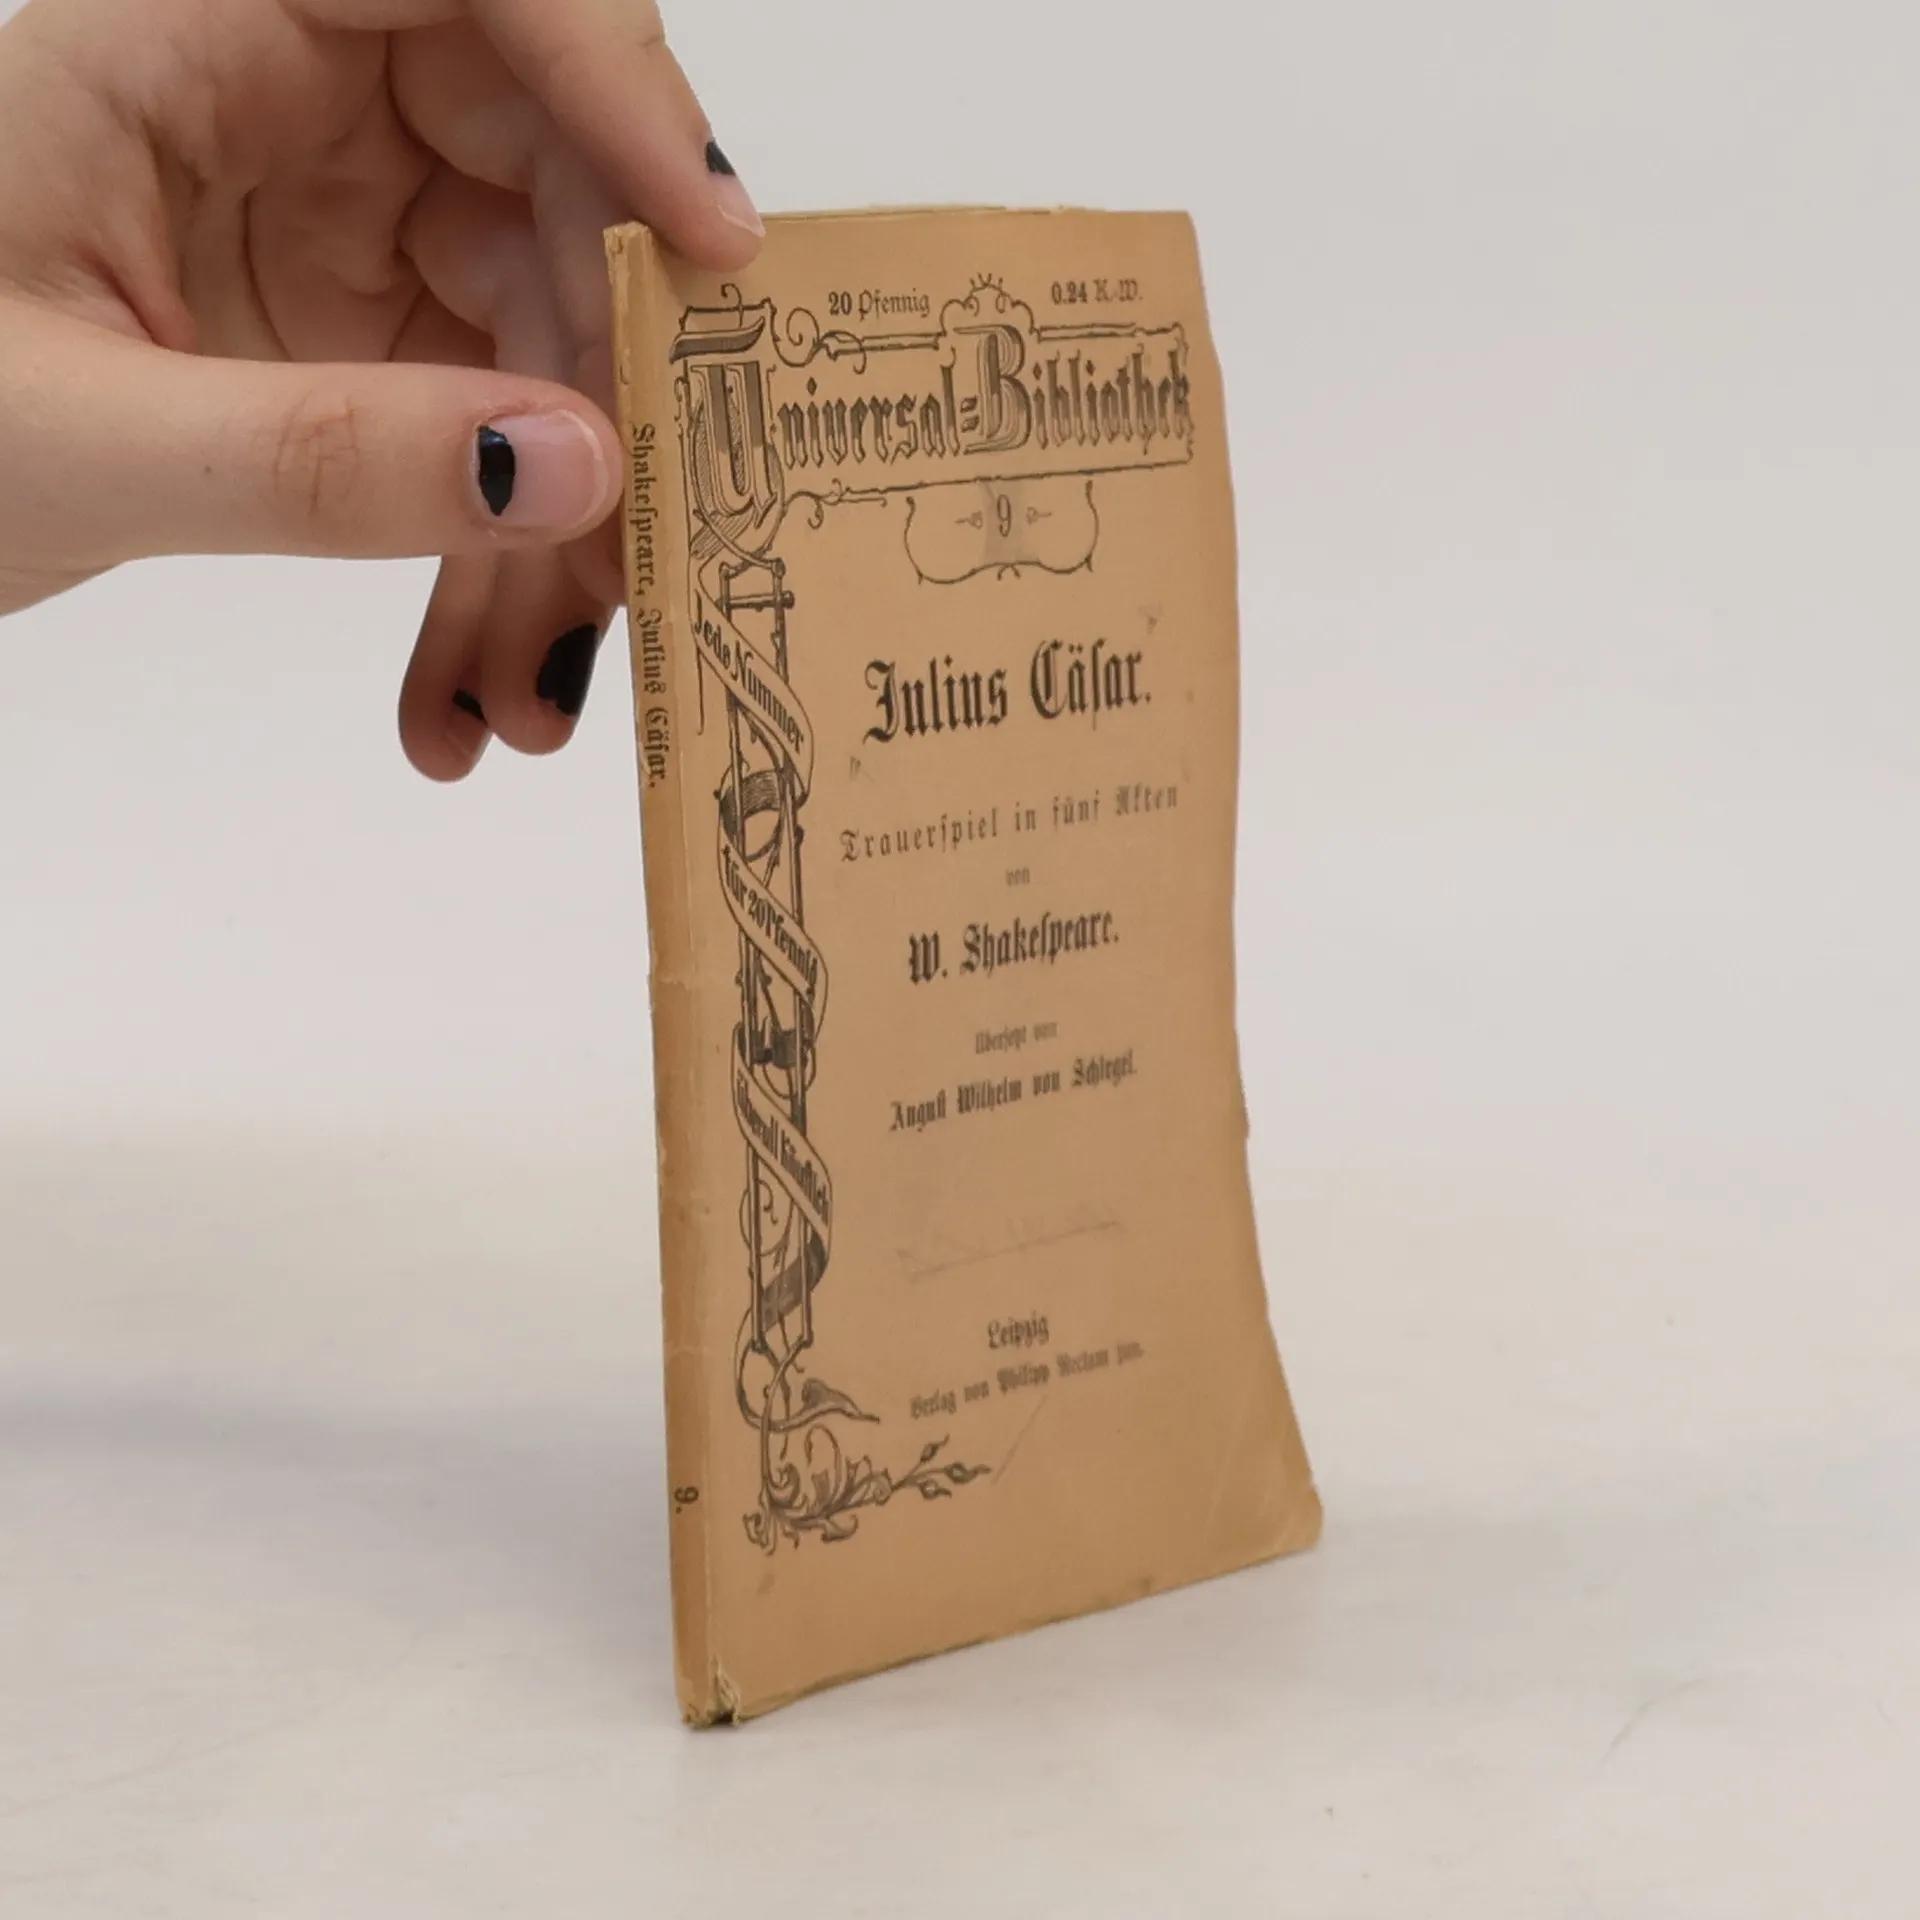 20 Pfennig 0.24 K.-W.
Universal-Bibliothek
9
Jede Nummer
für 20 Pfennig
überall käuflich
Julius Cäſar.
Trauerſpiel in fünf Akten
von
W. Shakeſpeare.
Überſetzt von
Auguſt Wilhelm von Schlegel.
Leipzig
Verlag von Philipp Reclam jun.
Shakeſpeare, Julius Cäſar.
9.